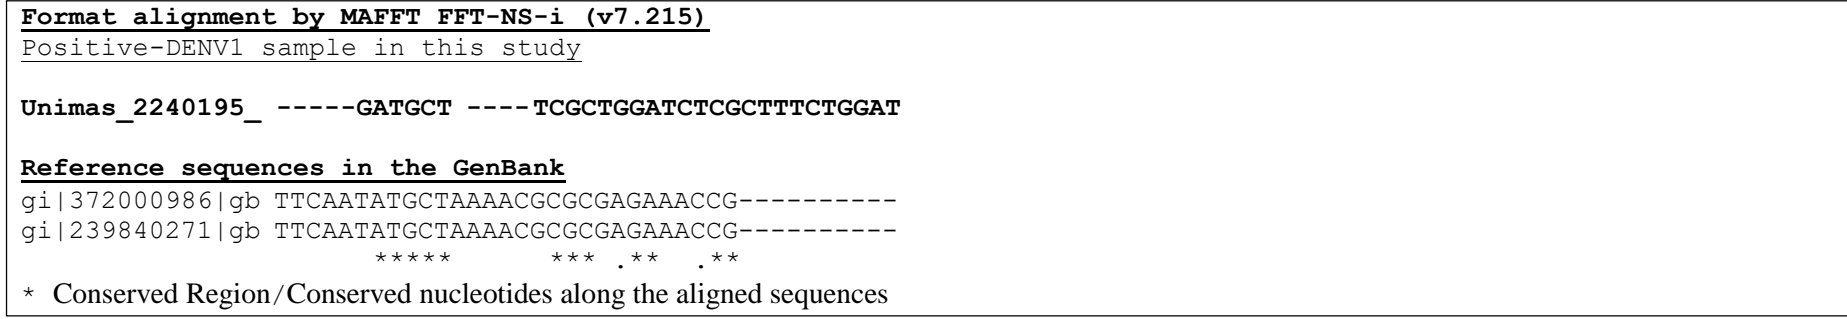 Format alignment by MAFFT FFT-NS-i (v7.215)
Positive-DENV1 sample in this study
Unimas_2240195_ -----GATGCT ----TCGCTGGATCTCGCTTTCTGGAT
Reference sequences in the GenBank
gi|372000986|gb TTCAATATGCTAAAACGCGCGAGAAACCG----------
gi|239840271|gb TTCAATATGCTAAAACGCGCGAGAAACCG----------
***** *** .** .**
* Conserved Region/Conserved nucleotides along the aligned sequences